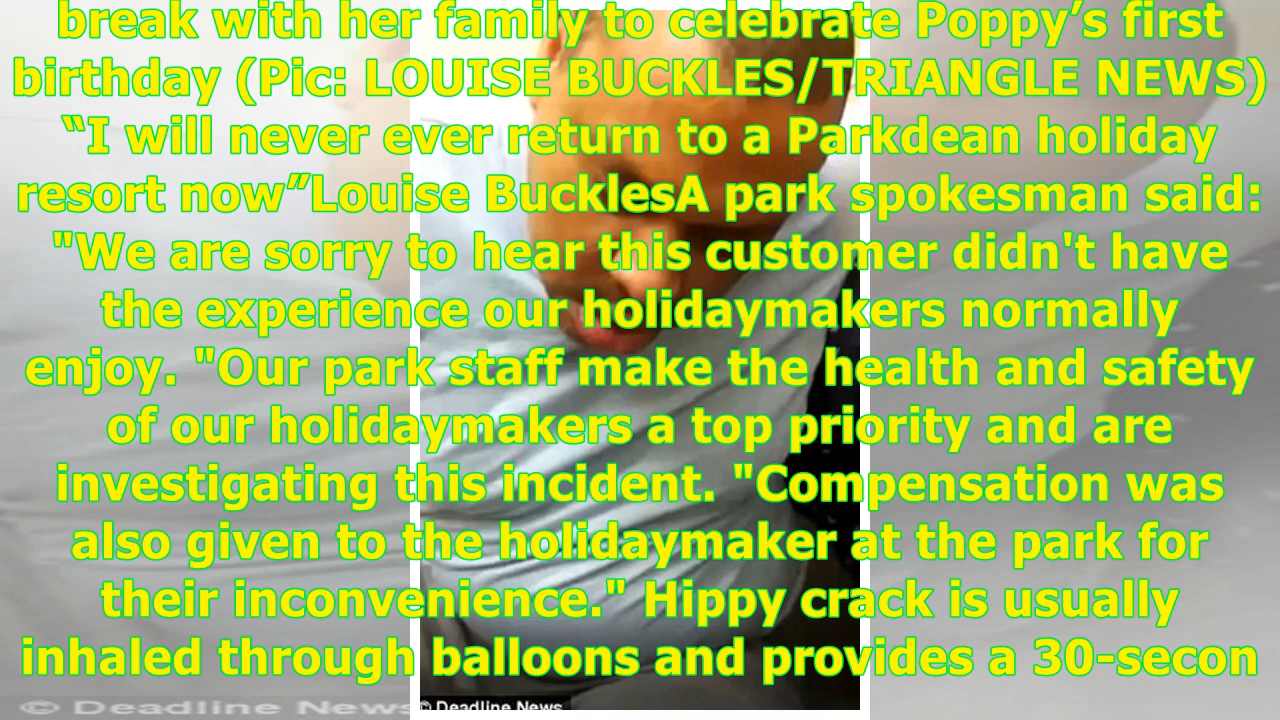 break with her family to celebrate Poppy’s first
birthday (Pic: LOUISE BUCKLES/TRIANGLE NEWS)
“I will never ever return to a Parkdean holiday
resort now”Louise BucklesA park spokesman said:
"We are sorry to hear this customer didn't have
the experience our holidaymakers normally
enjoy. "Our park staff make the health and safety
of our holidaymakers a top priority and are
investigating this incident. "Compensation was
also given to the holidaymaker at the park for
their inconvenience." Hippy crack is usually
inhaled through balloons and provides a 30-secon
© Deadline News
© Deadline News